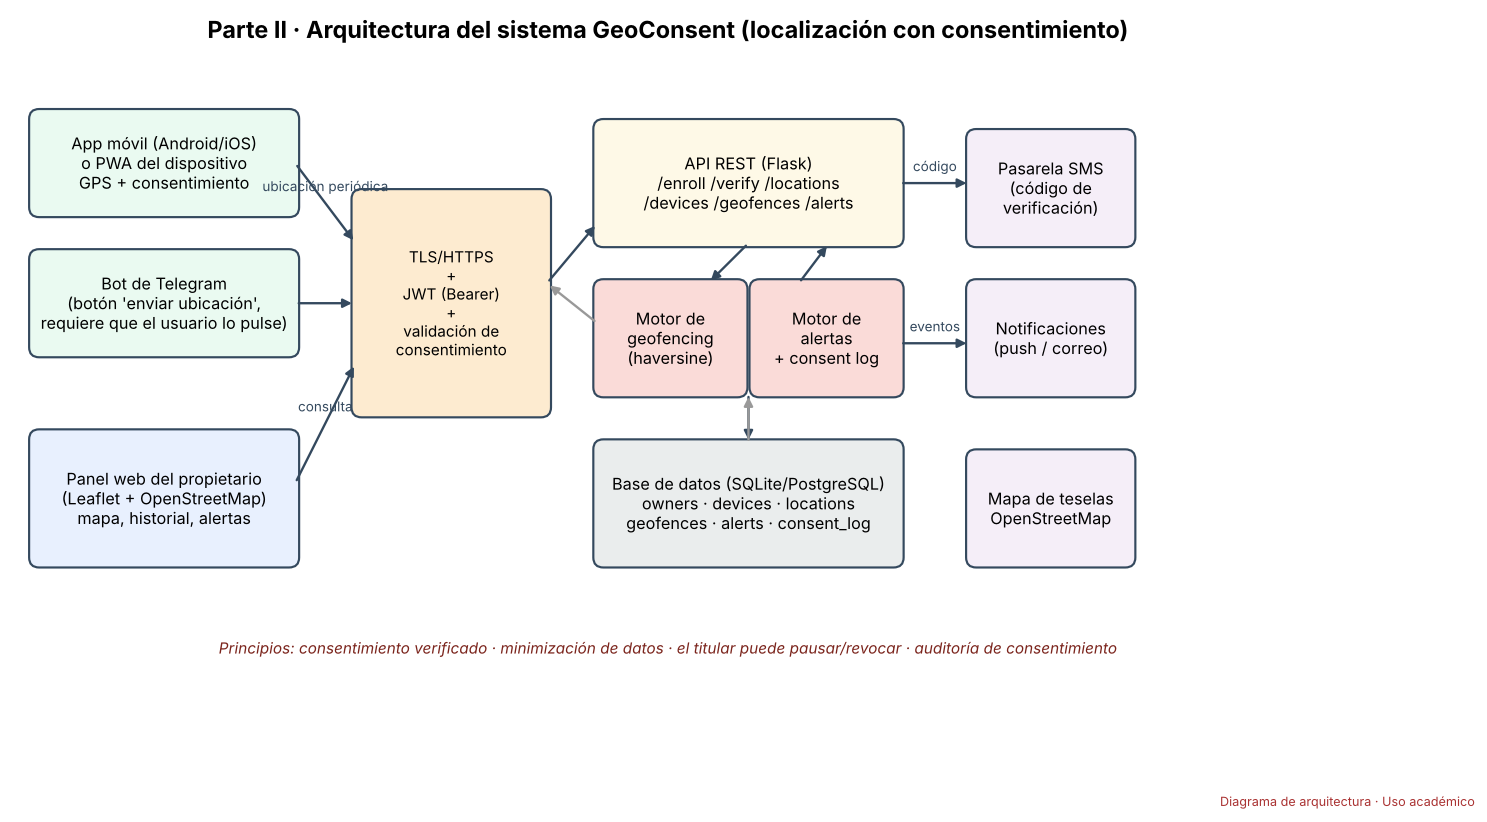 Parte II · Arquitectura del sistema GeoConsent (localización con consentimiento)
App móvil (Android/iOS)
o PWA del dispositivo
GPS + consentimiento
ubicación periódica
Bot de Telegram
(botón 'enviar ubicación',
requiere que el usuario lo pulse)
consulta
Panel web del propietario
(Leaflet + OpenStreetMap)
mapa, historial, alertas
TLS/HTTPS
+
JWT (Bearer)
+
validación de
consentimiento
API REST (Flask)
/enroll /verify /locations
/devices /geofences /alerts
código
Pasarela SMS
(código de
verificación)
Motor de
geofencing
(haversine)
Motor de
alertas
+ consent log
eventos
Notificaciones
(push / correo)
Base de datos (SQLite/PostgreSQL)
owners · devices · locations
geofences · alerts · consent_log
Mapa de teselas
OpenStreetMap
Principios: consentimiento verificado · minimización de datos · el titular puede pausar/revocar · auditoría de consentimiento
Diagrama de arquitectura · Uso académico